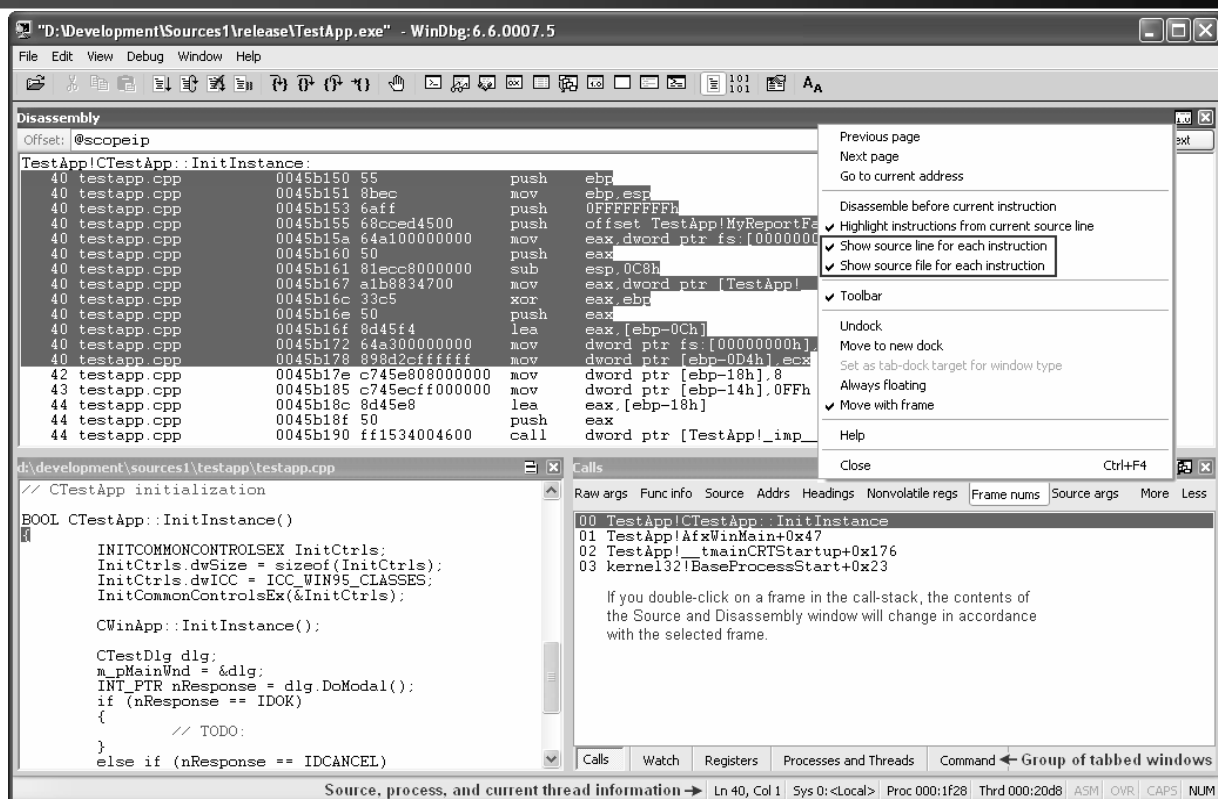 "D:\Development\Sources1\release\TestApp.exe" - WinDbg:6.6.0007.5
File Edit View Debug Window Help
Disassembly
Offset: @scopeip
TestApp!CTestApp::InitInstance:
40 testapp.cpp 0045b150 55 push ebp
40 testapp.cpp 0045b151 8bec mov ebp,esp
40 testapp.cpp 0045b153 6aff push 0FFFFFFFFh
40 testapp.cpp 0045b155 68cced4500 push offset TestApp!MyReportFa
40 testapp.cpp 0045b15a 64a100000000 mov eax,dword ptr fs:[0000000
40 testapp.cpp 0045b160 50 push eax
40 testapp.cpp 0045b161 81ecc8000000 sub esp,0C8h
40 testapp.cpp 0045b167 a1b8834700 mov eax,dword ptr [TestApp!_
40 testapp.cpp 0045b16c 33c5 xor eax,ebp
40 testapp.cpp 0045b16e 50 push eax
40 testapp.cpp 0045b16f 8d45f4 lea eax,[ebp-0Ch]
40 testapp.cpp 0045b172 64a300000000 mov dword ptr fs:[00000000h],
40 testapp.cpp 0045b178 898d2cffffff mov dword ptr [ebp-0D4h],ecx
42 testapp.cpp 0045b17e c745e808000000 mov dword ptr [ebp-18h],8
43 testapp.cpp 0045b185 c745ecff000000 mov dword ptr [ebp-14h],0FFh
44 testapp.cpp 0045b18c 8d45e8 lea eax,[ebp-18h]
44 testapp.cpp 0045b18f 50 push eax
44 testapp.cpp 0045b190 ff1534004600 call dword ptr [TestApp!_imp_
Previous page
Next page
Go to current address
Disassemble before current instruction
Highlight instructions from current source line
Show source line for each instruction
Show source file for each instruction
Toolbar
Undock
Move to new dock
Set as tab-dock target for window type
Always floating
Move with frame
Help
Close Ctrl+F4
d:\development\sources1\testapp\testapp.cpp
// CTestApp initialization
BOOL CTestApp::InitInstance()
{
INITCOMMONCONTROLSEX InitCtrls;
InitCtrls.dwSize = sizeof(InitCtrls);
InitCtrls.dwICC = ICC_WIN95_CLASSES;
InitCommonControlsEx(&InitCtrls);
CWinApp::InitInstance();
CTestDlg dlg;
m_pMainWnd = &dlg;
INT_PTR nResponse = dlg.DoModal();
if (nResponse == IDOK)
{
// TODO:
}
else if (nResponse == IDCANCEL)
Calls
Raw args Func info Source Addrs Headings Nonvolatile regs Frame nums Source args More Less
00 TestApp!CTestApp::InitInstance
01 TestApp!AfxWinMain+0x47
02 TestApp!__tmainCRTStartup+0x176
03 kernel32!BaseProcessStart+0x23
If you double-click on a frame in the call-stack, the contents of
the Source and Disassembly window will change in accordance
with the selected frame.
Calls Watch Registers Processes and Threads Command ← Group of tabbed windows
Source, process, and current thread information → Ln 40, Col 1 Sys 0:<Local> Proc 000:1f28 Thrd 000:20d8 ASM OVR CAPS NUM